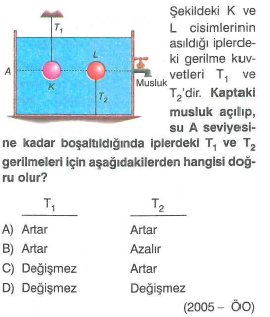 Şekildeki K ve
L cisimlerinin
asıldığı iplerde-
ki gerilme kuv-
vetleri T₁ ve
T₂'dir. Kaptaki
musluk açılıp,
su A seviyesi-
ne kadar boşaltıldığında iplerdeki T₁ ve T₂
gerilmeleri için aşağıdakilerden hangisi doğ-
ru olur?
T₁
L
A
K
T₂
Musluk
T₁ T₂
A) Artar Artar
B) Artar Azalır
C) Değişmez Artar
D) Değişmez Değişmez
(2005 – ÖO)